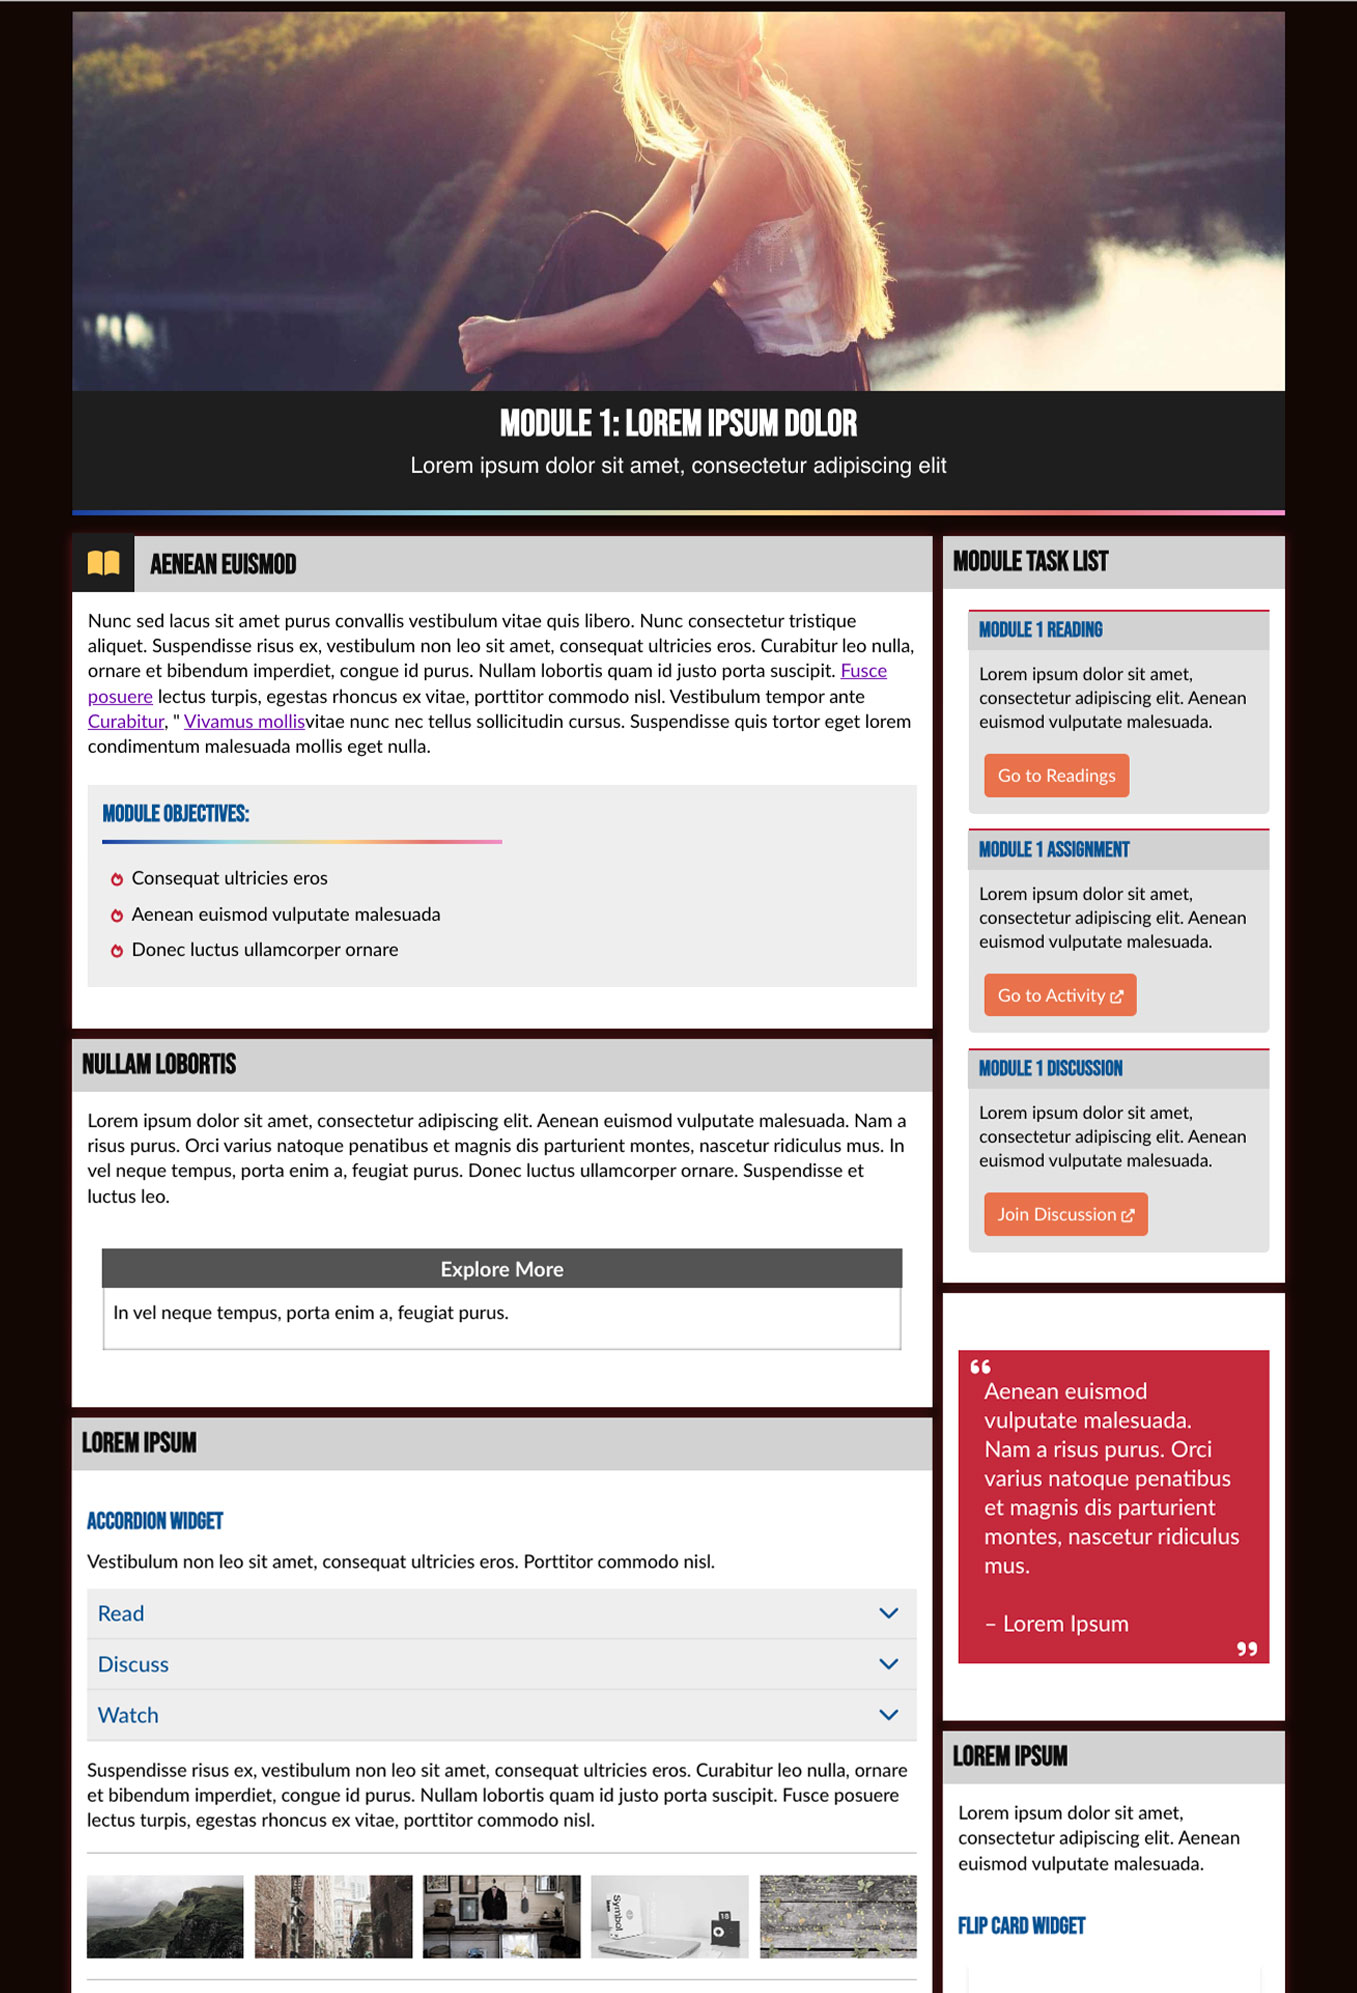 MODULE 1: LOREM IPSUM DOLOR
Lorem ipsum dolor sit amet, consectetur adipiscing elit
AENEAN EUISMOD
Nunc sed lacus sit amet purus convallis vestibulum vitae quis libero. Nunc consectetur tristique
aliquet. Suspendisse risus ex, vestibulum non leo sit amet, consequat ultricies eros. Curabitur leo nulla,
ornare et bibendum imperdiet, congue id purus. Nullam lobortis quam id justo porta suscipit. Fusce
posuere lectus turpis, egestas rhoncus ex vitae, porttitor commodo nisl. Vestibulum tempor ante
Curabitur, " Vivamus mollisvitae nunc nec tellus sollicitudin cursus. Suspendisse quis tortor eget lorem
condimentum malesuada mollis eget nulla.
MODULE OBJECTIVES:
Consequat ultricies eros
Aenean euismod vulputate malesuada
Donec luctus ullamcorper ornare
NULLAM LOBORTIS
Lorem ipsum dolor sit amet, consectetur adipiscing elit. Aenean euismod vulputate malesuada. Nam a
risus purus. Orci varius natoque penatibus et magnis dis parturient montes, nascetur ridiculus mus. In
vel neque tempus, porta enim a, feugiat purus. Donec luctus ullamcorper ornare. Suspendisse et
luctus leo.
Explore More
In vel neque tempus, porta enim a, feugiat purus.
LOREM IPSUM
ACCORDION WIDGET
Vestibulum non leo sit amet, consequat ultricies eros. Porttitor commodo nisl.
Read
Discuss
Watch
Suspendisse risus ex, vestibulum non leo sit amet, consequat ultricies eros. Curabitur leo nulla, ornare
et bibendum imperdiet, congue id purus. Nullam lobortis quam id justo porta suscipit. Fusce posuere
lectus turpis, egestas rhoncus ex vitae, porttitor commodo nisl.
Symbol
18
MODULE TASK LIST
MODULE 1 READING
Lorem ipsum dolor sit amet,
consectetur adipiscing elit. Aenean
euismod vulputate malesuada.
Go to Readings
MODULE 1 ASSIGNMENT
Lorem ipsum dolor sit amet,
consectetur adipiscing elit. Aenean
euismod vulputate malesuada.
Go to Activity
MODULE 1 DISCUSSION
Lorem ipsum dolor sit amet,
consectetur adipiscing elit. Aenean
euismod vulputate malesuada.
Join Discussion
“
Aenean euismod
vulputate malesuada.
Nam a risus purus. Orci
varius natoque penatibus
et magnis dis parturient
montes, nascetur ridiculus
mus.
– Lorem Ipsum
”
LOREM IPSUM
Lorem ipsum dolor sit amet,
consectetur adipiscing elit. Aenean
euismod vulputate malesuada.
FLIP CARD WIDGET